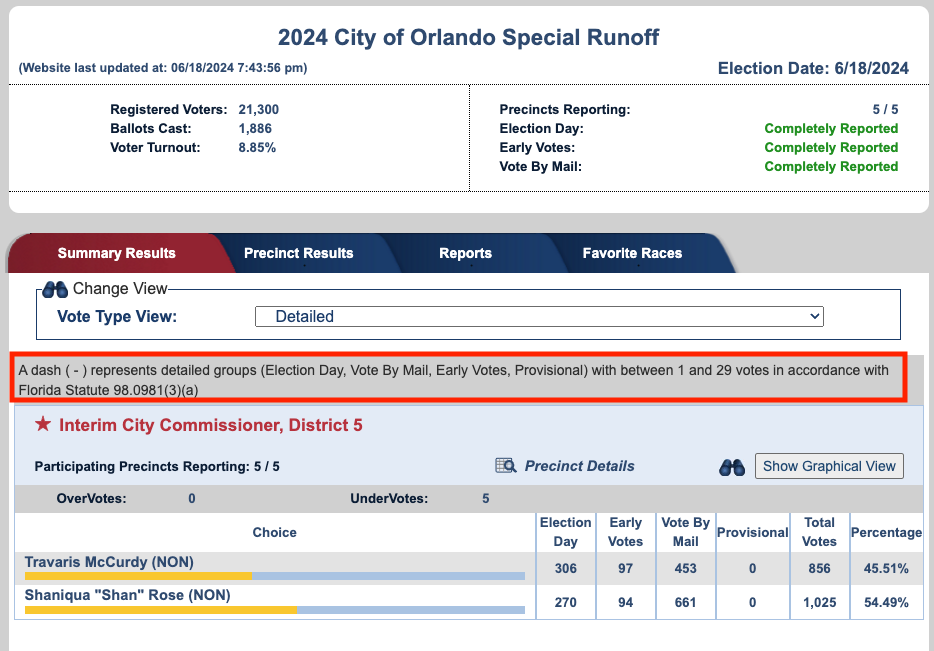 2024 City of Orlando Special Runoff
(Website last updated at: 06/18/2024 7:43:56 pm)
Election Date: 6/18/2024
Registered Voters: 21,300
Ballots Cast: 1,886
Voter Turnout: 8.85%
Precincts Reporting: 5 / 5
Election Day: Completely Reported
Early Votes: Completely Reported
Vote By Mail: Completely Reported
Summary Results Precinct Results Reports Favorite Races
Change View
Vote Type View: Detailed
A dash ( - ) represents detailed groups (Election Day, Vote By Mail, Early Votes, Provisional) with between 1 and 29 votes in accordance with
Florida Statute 98.0981(3)(a)
★ Interim City Commissioner, District 5
Participating Precincts Reporting: 5 / 5 Precinct Details Show Graphical View
OverVotes: 0 UnderVotes: 5
Choice Election Day Early Votes Vote By Mail Provisional Total Votes Percentage
Travaris McCurdy (NON) 306 97 453 0 856 45.51%
Shaniqua "Shan" Rose (NON) 270 94 661 0 1,025 54.49%